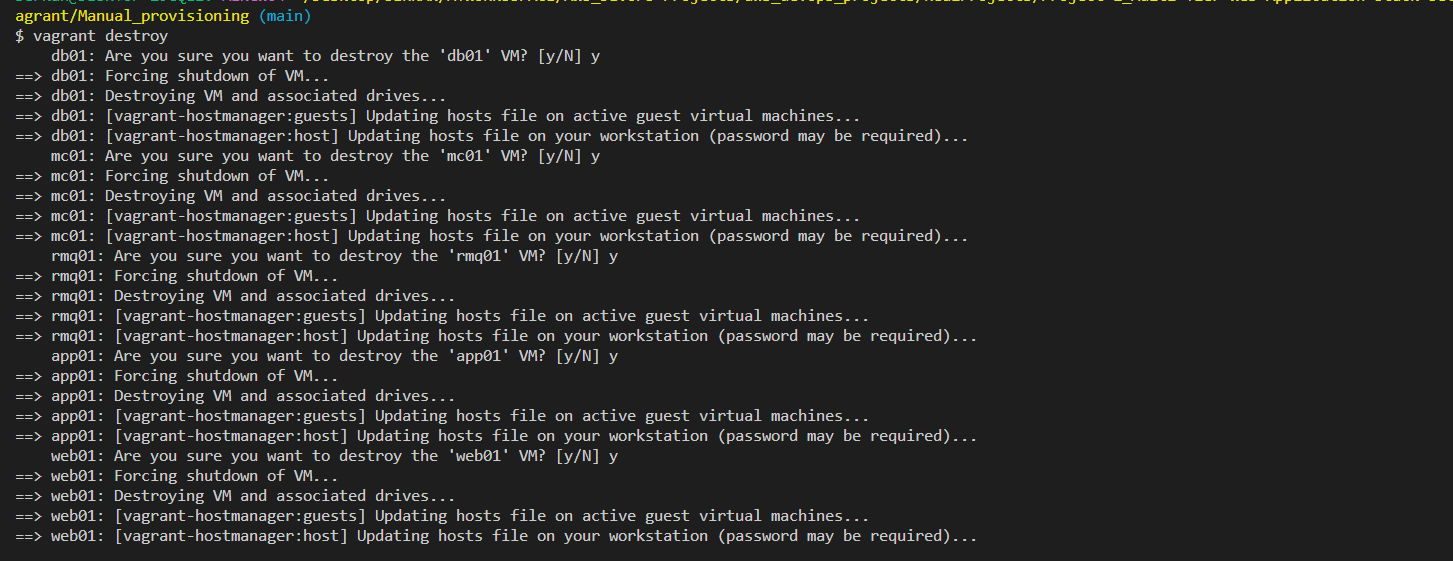 agrant/Manual_provisioning (main)
$ vagrant destroy
db01: Are you sure you want to destroy the 'db01' VM? [y/N] y
==> db01: Forcing shutdown of VM...
==> db01: Destroying VM and associated drives...
==> db01: [vagrant-hostmanager:guests] Updating hosts file on active guest virtual machines...
==> db01: [vagrant-hostmanager:host] Updating hosts file on your workstation (password may be required)...
mc01: Are you sure you want to destroy the 'mc01' VM? [y/N] y
==> mc01: Forcing shutdown of VM...
==> mc01: Destroying VM and associated drives...
==> mc01: [vagrant-hostmanager:guests] Updating hosts file on active guest virtual machines...
==> mc01: [vagrant-hostmanager:host] Updating hosts file on your workstation (password may be required)...
rmq01: Are you sure you want to destroy the 'rmq01' VM? [y/N] y
==> rmq01: Forcing shutdown of VM...
==> rmq01: Destroying VM and associated drives...
==> rmq01: [vagrant-hostmanager:guests] Updating hosts file on active guest virtual machines...
==> rmq01: [vagrant-hostmanager:host] Updating hosts file on your workstation (password may be required)...
app01: Are you sure you want to destroy the 'app01' VM? [y/N] y
==> app01: Forcing shutdown of VM...
==> app01: Destroying VM and associated drives...
==> app01: [vagrant-hostmanager:guests] Updating hosts file on active guest virtual machines...
==> app01: [vagrant-hostmanager:host] Updating hosts file on your workstation (password may be required)...
web01: Are you sure you want to destroy the 'web01' VM? [y/N] y
==> web01: Forcing shutdown of VM...
==> web01: Destroying VM and associated drives...
==> web01: [vagrant-hostmanager:guests] Updating hosts file on active guest virtual machines...
==> web01: [vagrant-hostmanager:host] Updating hosts file on your workstation (password may be required)...